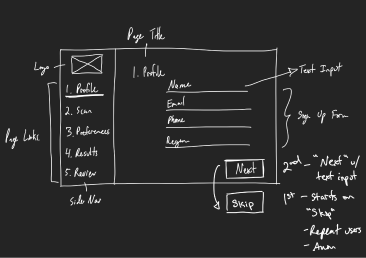 Page Title
Logo
1. Profile
Text Input
1. Profile
Name
2. Scan
Email
Phone
Sign Up Form
3. Preferences
Page Links
Region
4. Results
5. Review
Next
2nd - "Next" w/
text input
Side Nav
Skip
1st - Starts on
"Skip"
- Repeat users
- Anon